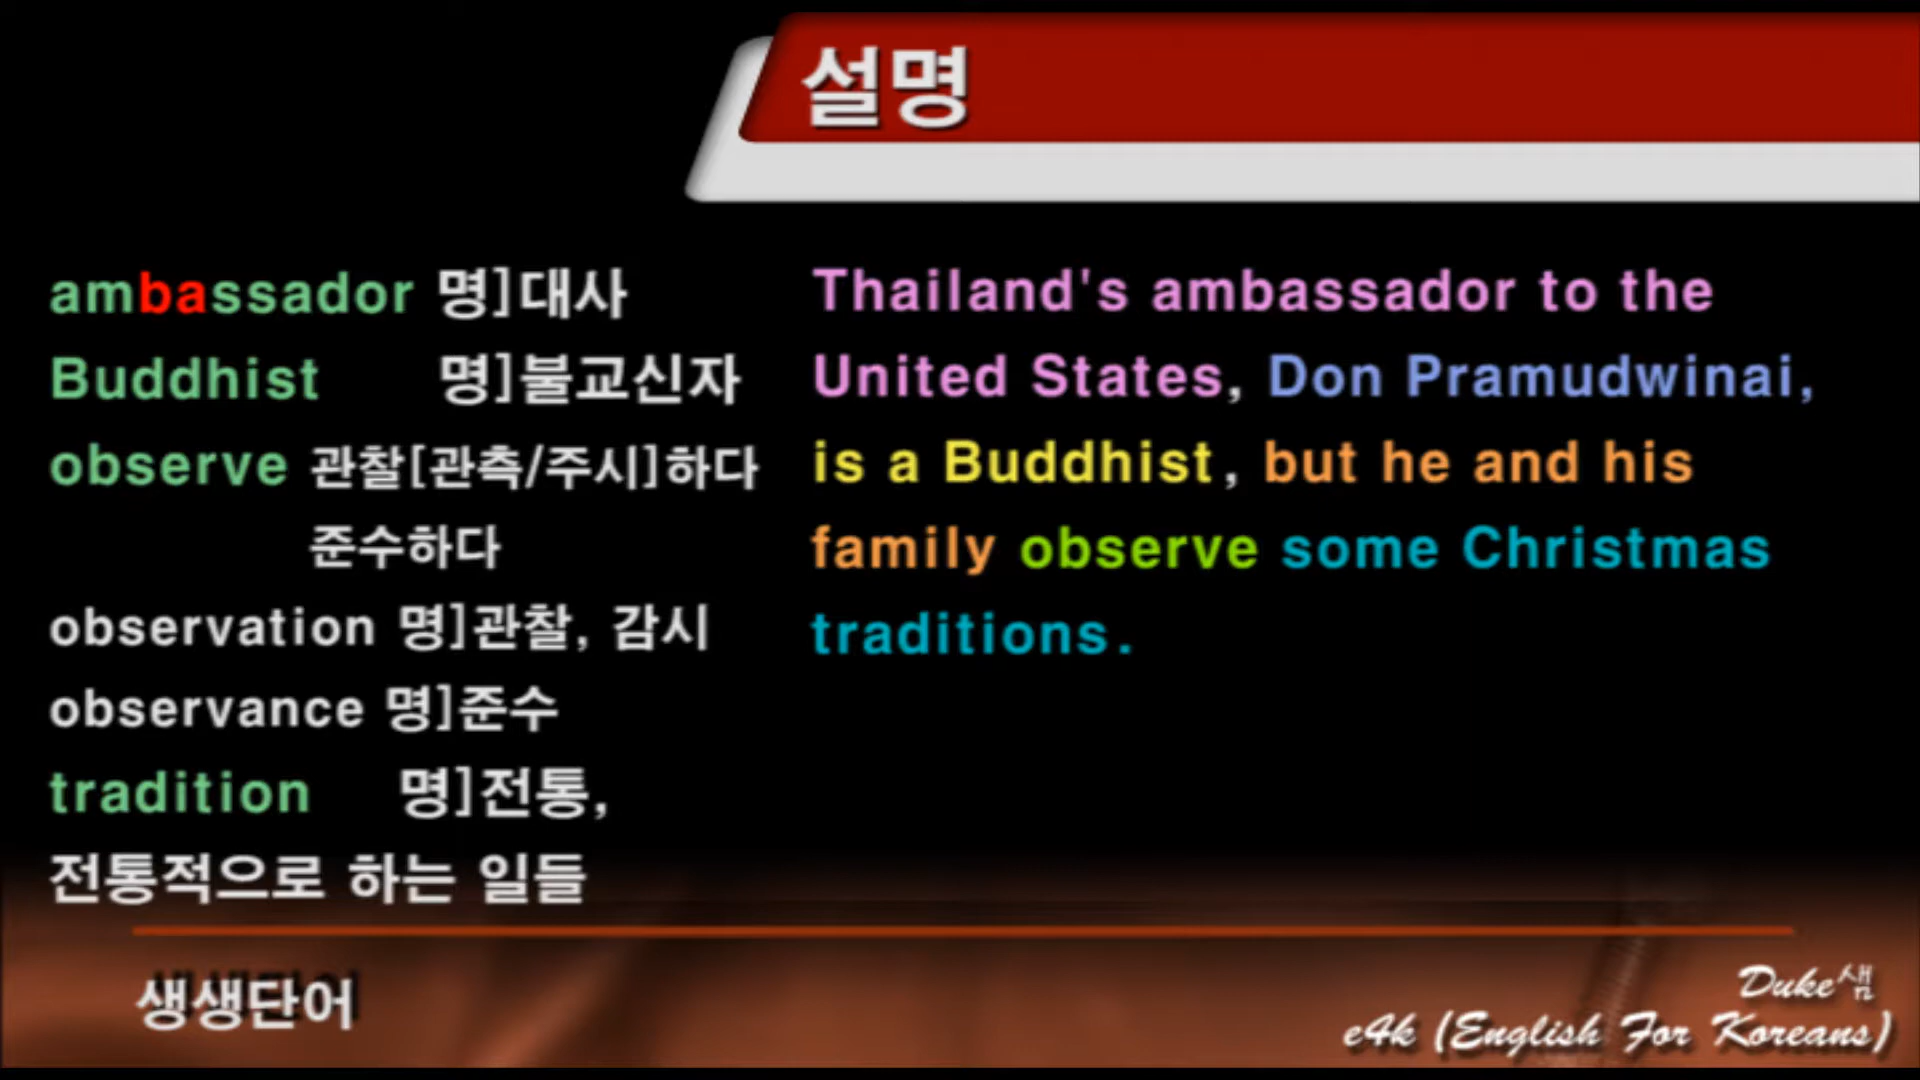 설명
ambassador 명]대사
Buddhist 명]불교신자
observe 관찰[관측/주시]하다
준수하다
observation 명]관찰, 감시
observance 명]준수
tradition 명]전통,
전통적으로 하는 일들
Thailand's ambassador to the
United States, Don Pramudwinai,
is a Buddhist, but he and his
family observe some Christmas
traditions.
생생단어
Duke샘
e4k (English For Koreans)